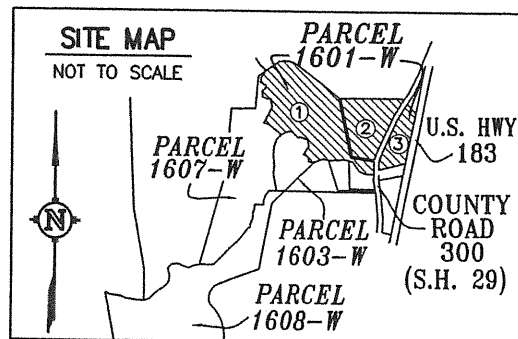 SITE MAP
NOT TO SCALE
PARCEL
1601-W
1
2
3
U.S. HWY
183
PARCEL
1607-W
N
PARCEL
1603-W
COUNTY
ROAD
300
(S.H. 29)
PARCEL
1608-W